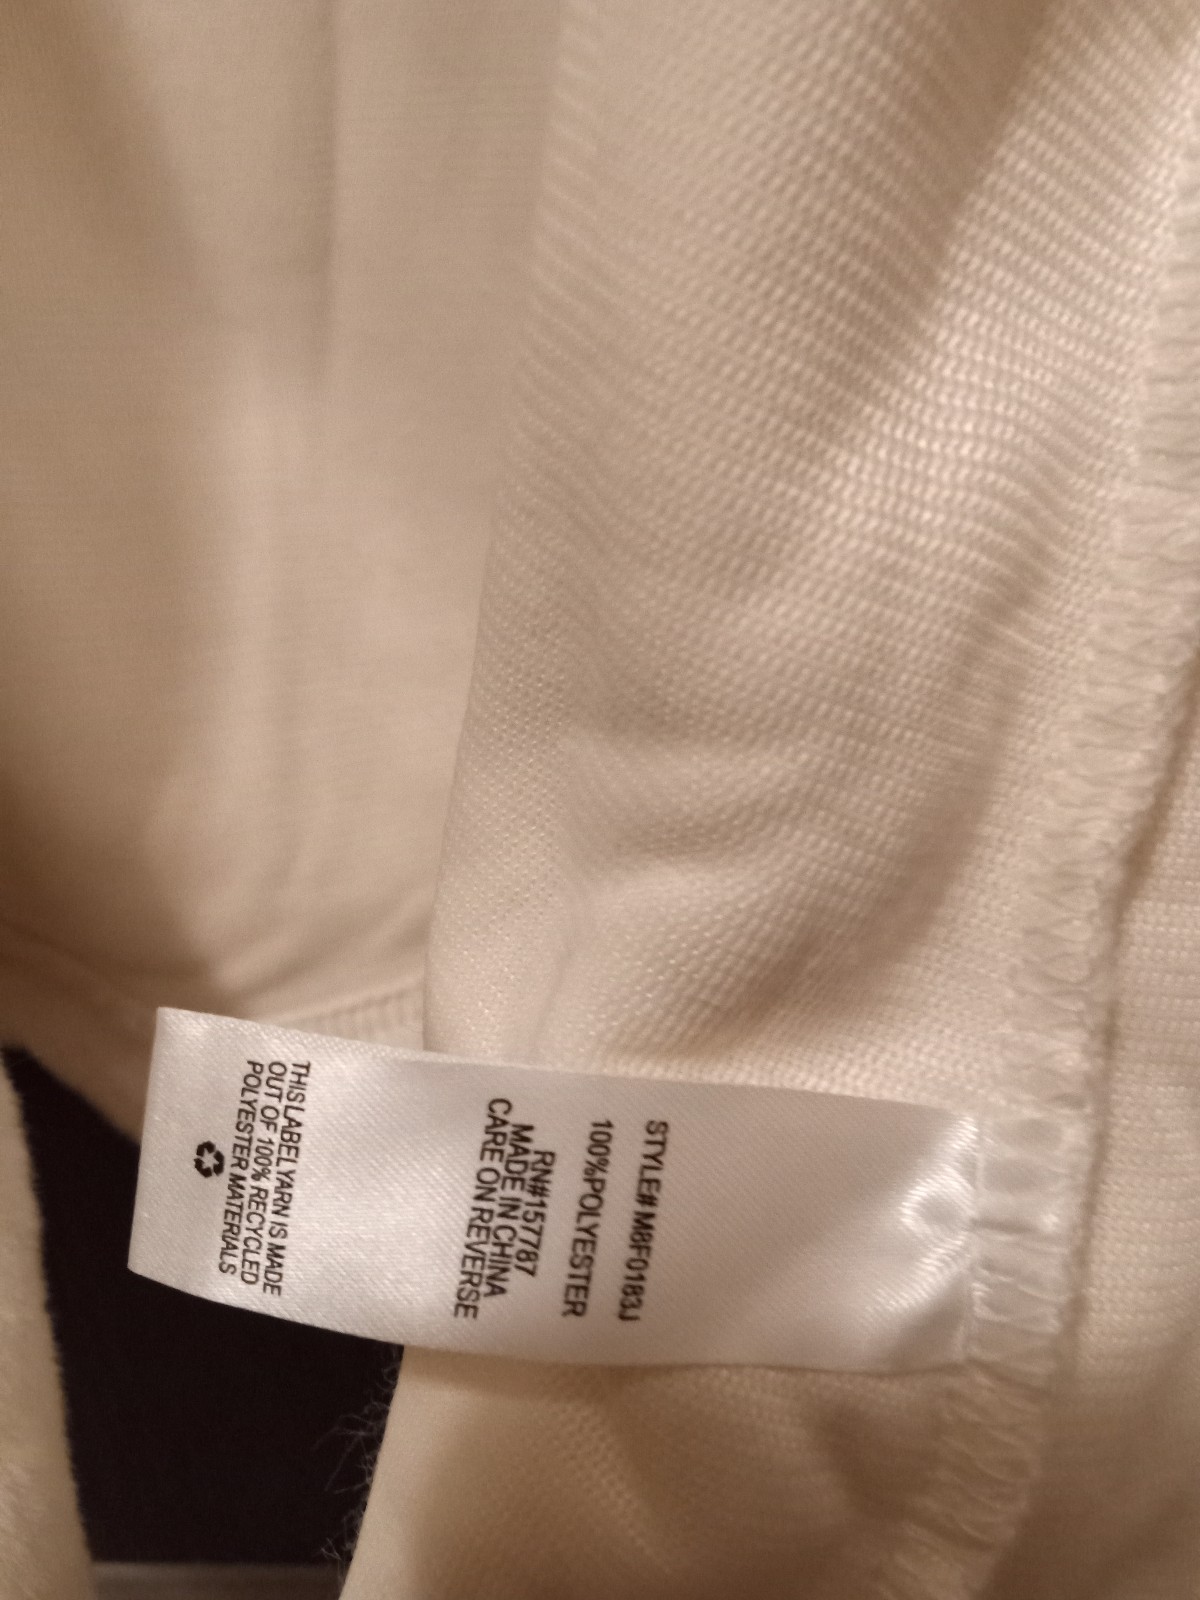 STYLE# M8F0183J
100%POLYESTER
RN#157787
MADE IN CHINA
CARE ON REVERSE
THIS LABEL YARN IS MADE
OUT OF 100% RECYCLED
POLYESTER MATERIALS